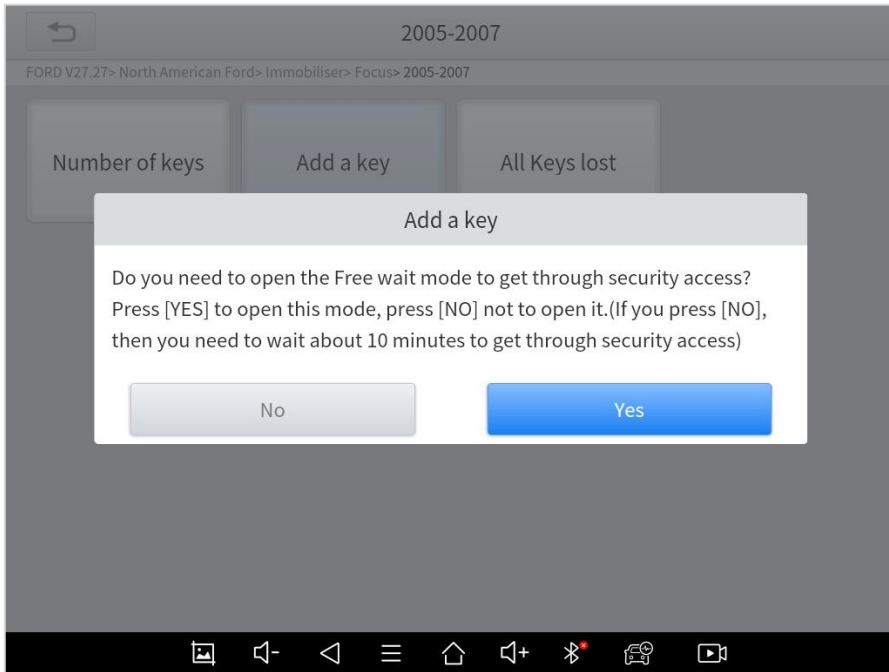 2005-2007
FORD V27.27> North American Ford> Immobiliser> Focus> 2005-2007
Number of keys
Add a key
All Keys lost
Add a key
Do you need to open the Free wait mode to get through security access?
Press [YES] to open this mode, press [NO] not to open it.(If you press [NO],
then you need to wait about 10 minutes to get through security access)
No
Yes